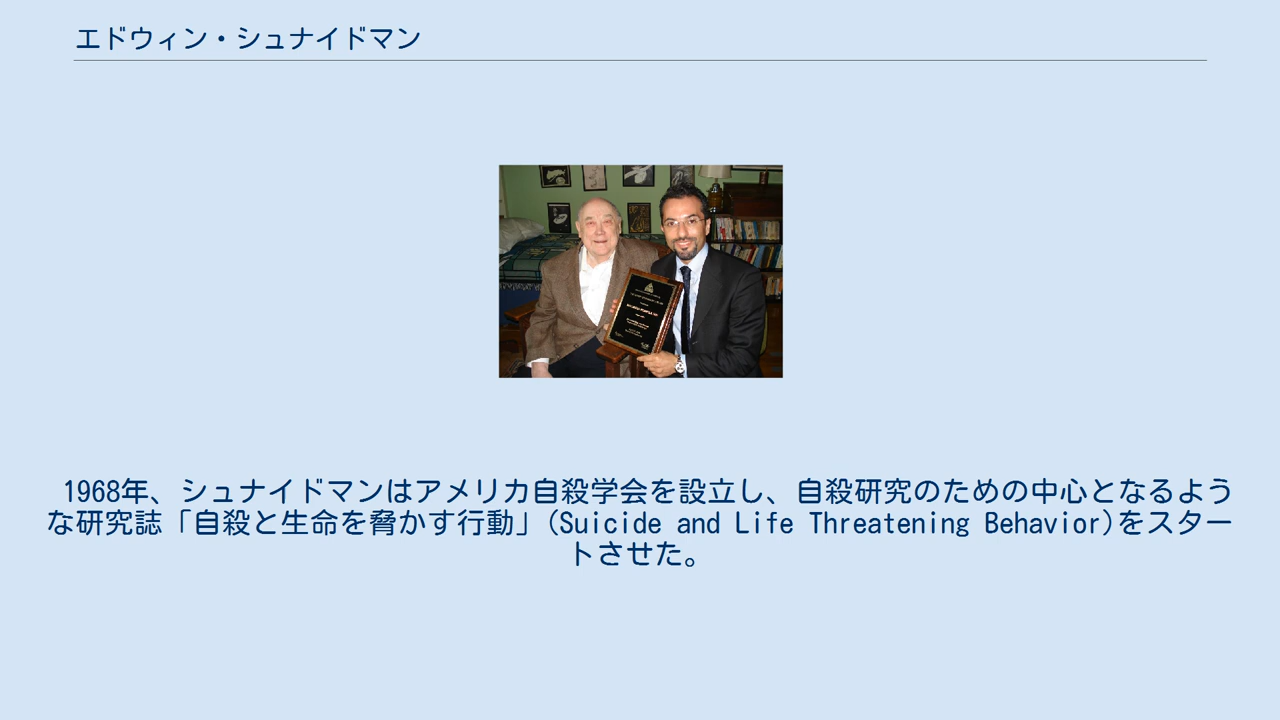 エドウィン・シュナイドマン
1968年、シュナイドマンはアメリカ自殺学会を設立し、自殺研究のための中心となるよう
な研究誌「自殺と生命を脅かす行動」(Suicide and Life Threatening Behavior)をスター
トさせた。